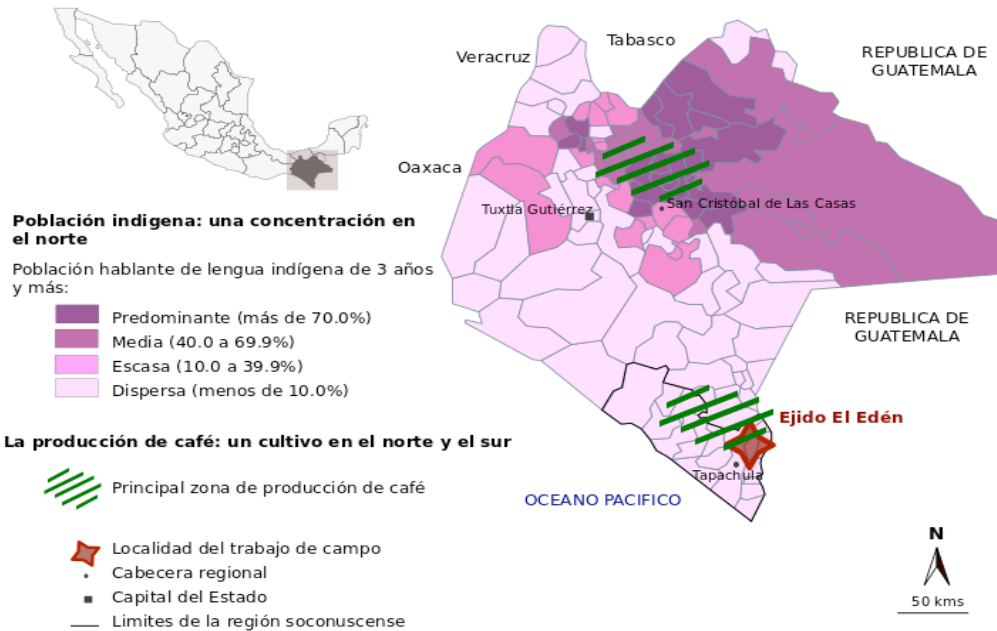 Veracruz
Tabasco
REPUBLICA DE
GUATEMALA
Oaxaca
Tuxtla Gutiérrez
San Cristóbal de Las Casas
Población indigena: una concentración en
el norte
Población hablante de lengua indígena de 3 años
y más:
Predominante (más de 70.0%)
Media (40.0 a 69.9%)
Escasa (10.0 a 39.9%)
Dispersa (menos de 10.0%)
REPUBLICA DE
GUATEMALA
Ejido El Edén
La producción de café: un cultivo en el norte y el sur
Principal zona de producción de café
Tapachula
OCEANO PACIFICO
Localidad del trabajo de campo
Cabecera regional
Capital del Estado
Limites de la región soconuscense
N
50 kms